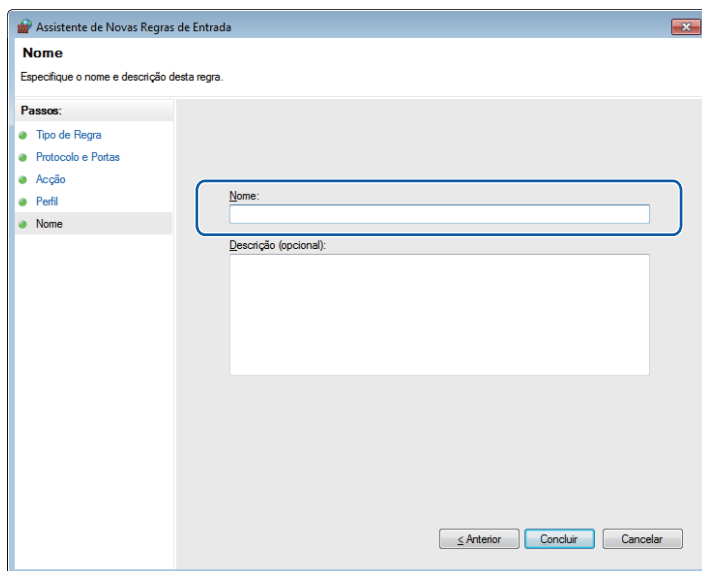 Assistente de Novas Regras de Entrada
Nome
Especifique o nome e descrição desta regra.
Passos:
Tipo de Regra
Protocolo e Portas
Acção
Perfil
Nome
Nome:
Descrição (opcional):
< Anterior
Concluir
Cancelar